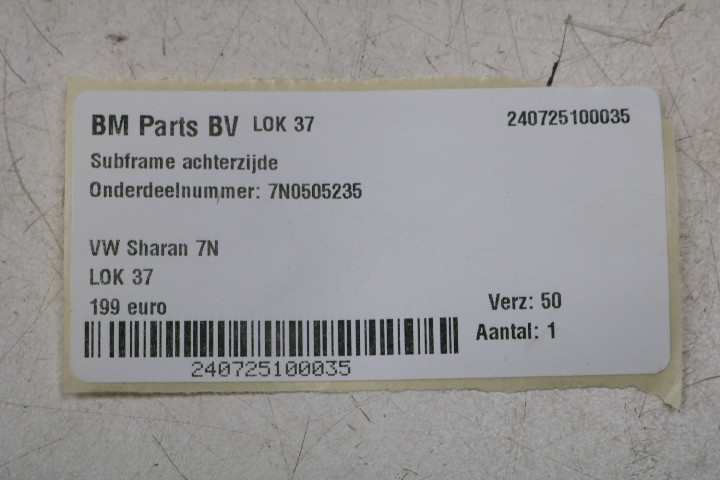 BM Parts BV LOK 37 240725100035
Subframe achterzijde
Onderdeelnummer: 7N0505235
VW Sharan 7N
LOK 37
199 euro Verz: 50
Aantal: 1
240725100035